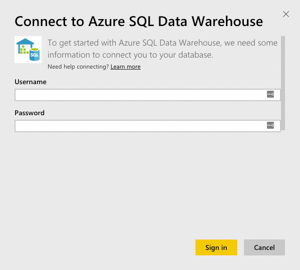 Connect to Azure SQL Data Warehouse
To get started with Azure SQL Data Warehouse, we need some
information to connect you to your database.
Need help connecting? Learn more
Username
Password
Sign in
Cancel